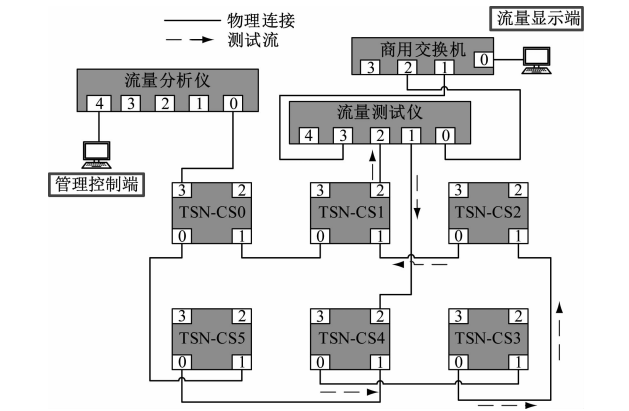 物理连接
测试流
流量显示端
商用交换机
3 2 1 0
流量分析仪
4 3 2 1 0
流量测试仪
4 3 2 1 0
管理控制端
3 2
TSN-CS0
0 1
3 2
TSN-CS1
0 1
3 2
TSN-CS2
0 1
3 2
TSN-CS5
0 1
3 2
TSN-CS4
0 1
3 2
TSN-CS3
0 1